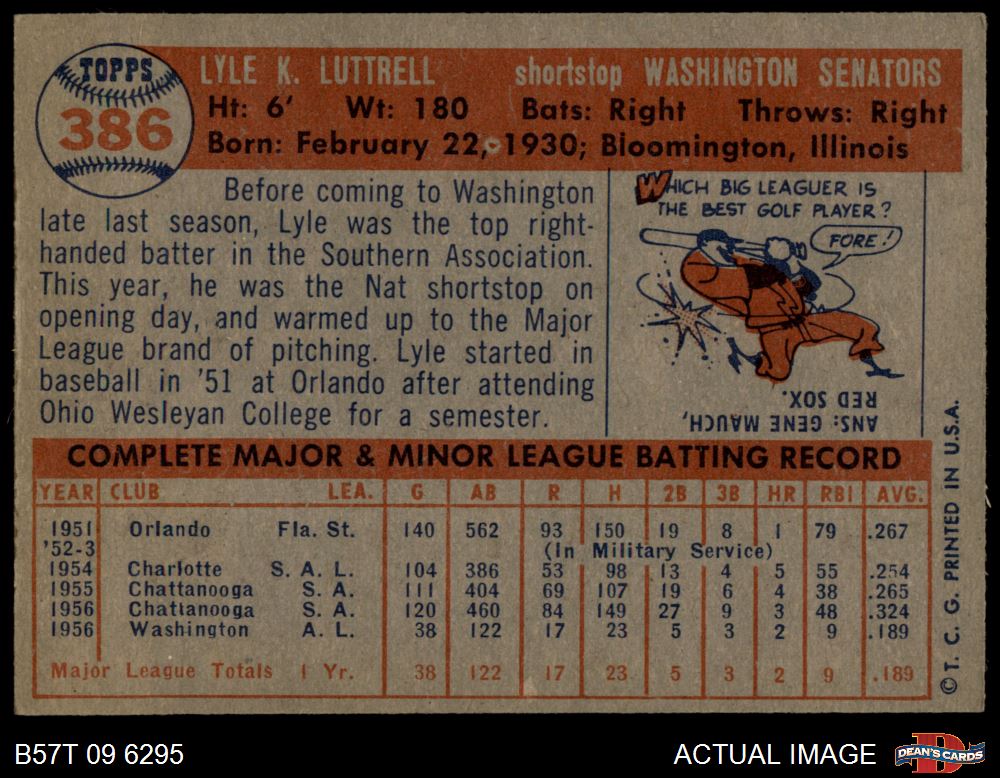 TOPPS
386
LYLE K. LUTTRELL shortstop WASHINGTON SENATORS
Ht: 6' Wt: 180 Bats: Right Throws: Right
Born: February 22, 1930; Bloomington, Illinois
Before coming to Washington
late last season, Lyle was the top right-
handed batter in the Southern Association.
This year, he was the Nat shortstop on
opening day, and warmed up to the Major
League brand of pitching. Lyle started in
baseball in '51 at Orlando after attending
Ohio Wesleyan College for a semester.
WHICH BIG LEAGUER IS
THE BEST GOLF PLAYER?
FORE!
ANS: GENE MAUCH,
RED SOX.
COMPLETE MAJOR & MINOR LEAGUE BATTING RECORD
YEAR CLUB LEA. G AB R H 2B 3B HR RBI AVG.
1951 Orlando Fla. St. 140 562 93 150 19 8 1 79 .267
'52-3 (In Military Service)
1954 Charlotte S. A. L. 104 386 53 98 13 4 5 55 .254
1955 Chattanooga S. A. 111 404 69 107 19 6 4 38 .265
1956 Chattanooga S. A. 120 460 84 149 27 9 3 48 .324
1956 Washington A. L. 38 122 17 23 5 3 2 9 .189
Major League Totals 1 Yr. 38 122 17 23 5 3 2 9 .189
© T. C. G. PRINTED IN U.S.A.
B57T 09 6295
ACTUAL IMAGE
DEAN'S CARDS